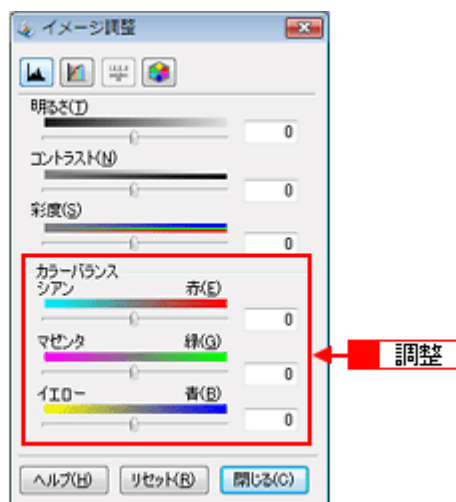 イメージ調整
明るさ(T)
0
コントラスト(N)
0
彩度(S)
0
カラーバランス
シアン 赤(E)
0
マゼンタ 緑(G)
0
イエロー 青(B)
0
調整
ヘルプ(H) リセット(R) 閉じる(C)